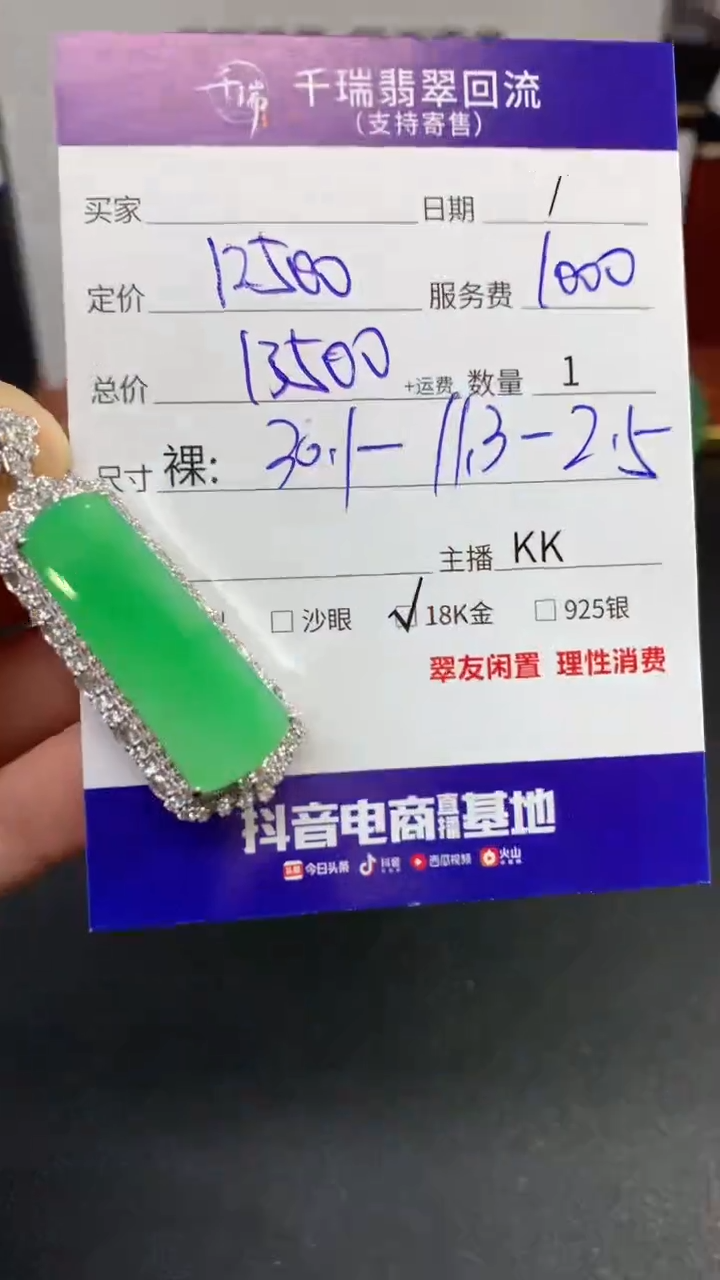 千瑞 千瑞翡翠回流
(支持寄售)
买家 日期 /
定价 12500 服务费 1000
总价 13500 +运费 数量 1
尺寸 裸: 30.1-11.3-2.5
主播 KK
□ 沙眼 ✓ 18K金 □ 925银
翠友闲置 理性消费
抖音电商直播基地
头条 今日头条 抖音 西瓜视频 火山